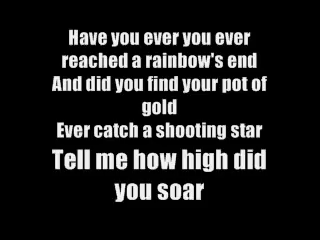 Have you ever you ever
reached a rainbow's end
And did you find your pot of
gold
Ever catch a shooting star
Tell me how high did
you soar